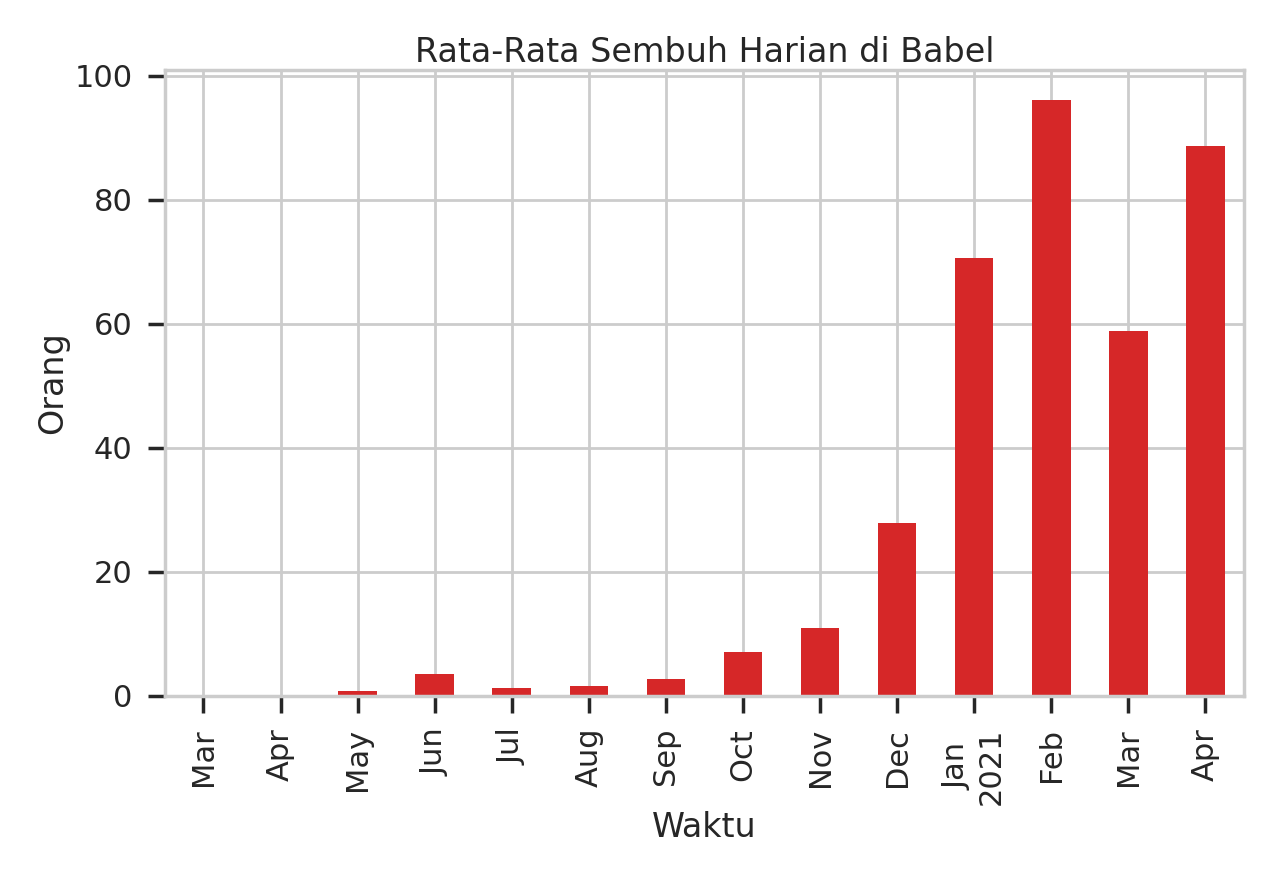 Rata-Rata Sembuh Harian di Babel
100
80
60
40
20
0
Orang
Mar
Apr
May
Jun
Jul
Aug
Sep
Oct
Nov
Dec
Jan
2021
Feb
Mar
Apr
Waktu